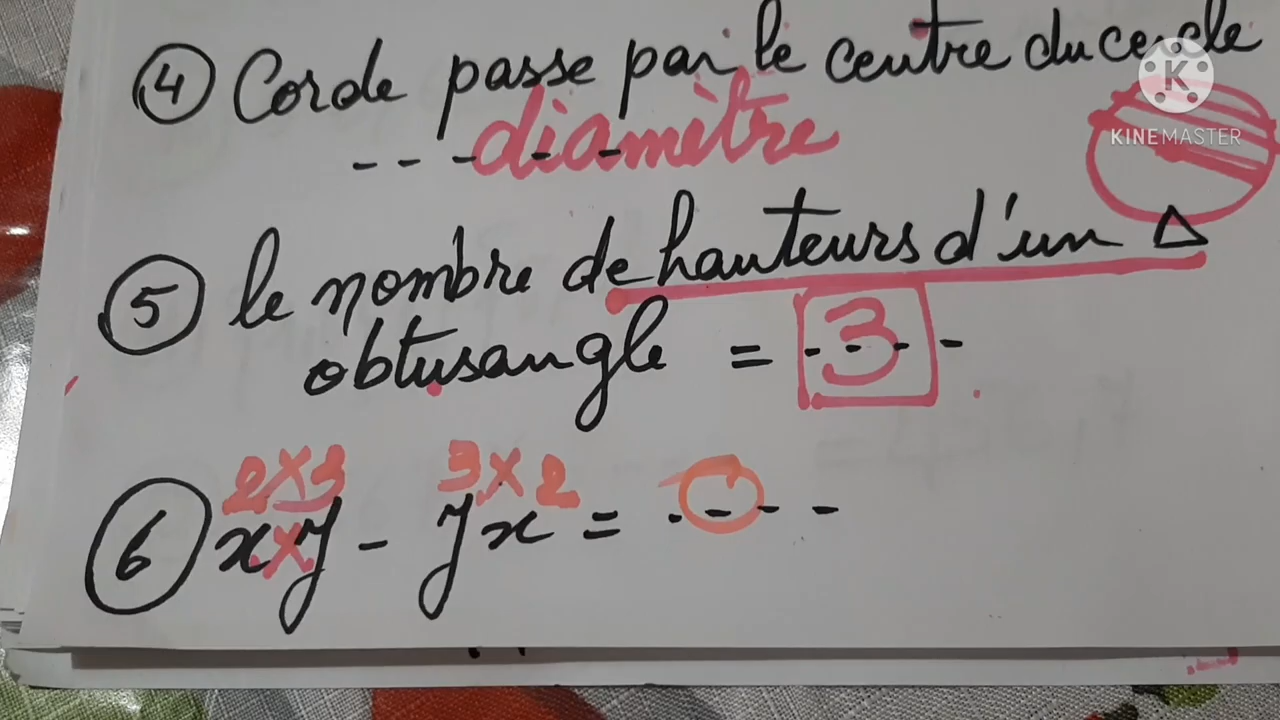 4 Corde passe par le centre du cercle
--- diamètre
5 le nombre de hauteurs d'un △
obtusangle = 3 -
2 x 3 3 x 2
6 x x y - y x = . 0 - -
K
KINEMASTER